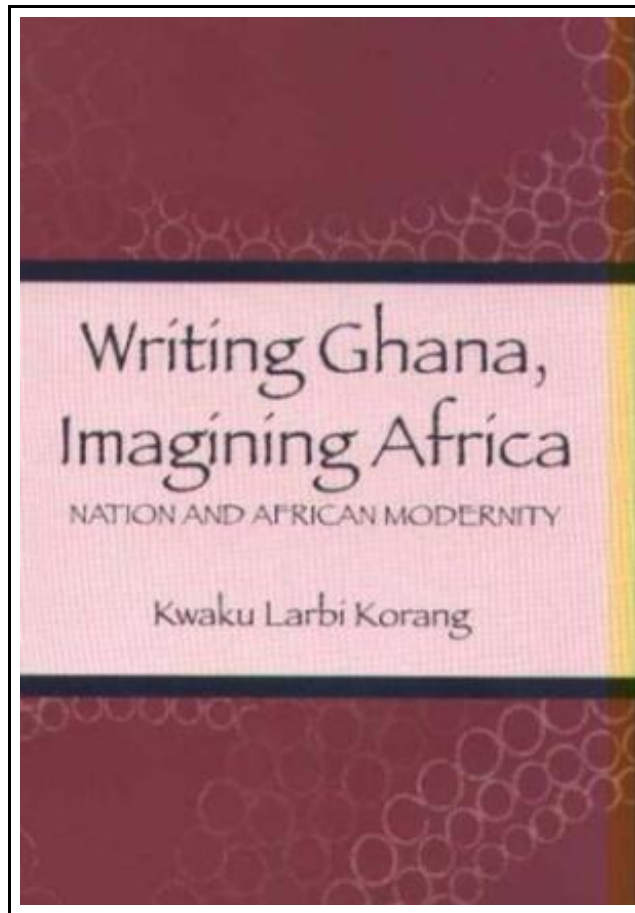 Writing Ghana,
Imagining Africa
NATION AND AFRICAN MODERNITY
Kwaku Larbi Korang